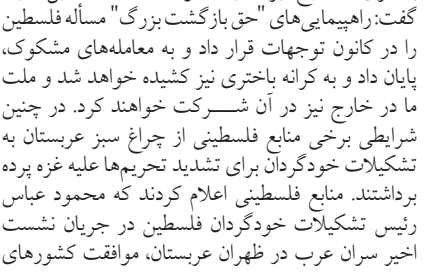 گفت: راهپیمایی‌های "حق بازگشت بزرگ" مسأله فلسطین
را در کانون توجهات قرار داد و به معامله‌های مشکوک،
پایان داد و به کرانه باختری نیز کشیده خواهد شد و ملت
ما در خارج نیز در آن شـــرکت خواهند کرد. در چنین
شرایطی برخی منابع فلسطینی از چراغ سبز عربستان به
تشکیلات خودگردان برای تشدید تحریم‌ها علیه غزه پرده
برداشتند. منابع فلسطینی اعلام کردند که محمود عباس
رئیس تشکیلات خودگردان فلسطین در جریان نشست
اخیر سران عرب در ظهران عربستان، موافقت کشورهای